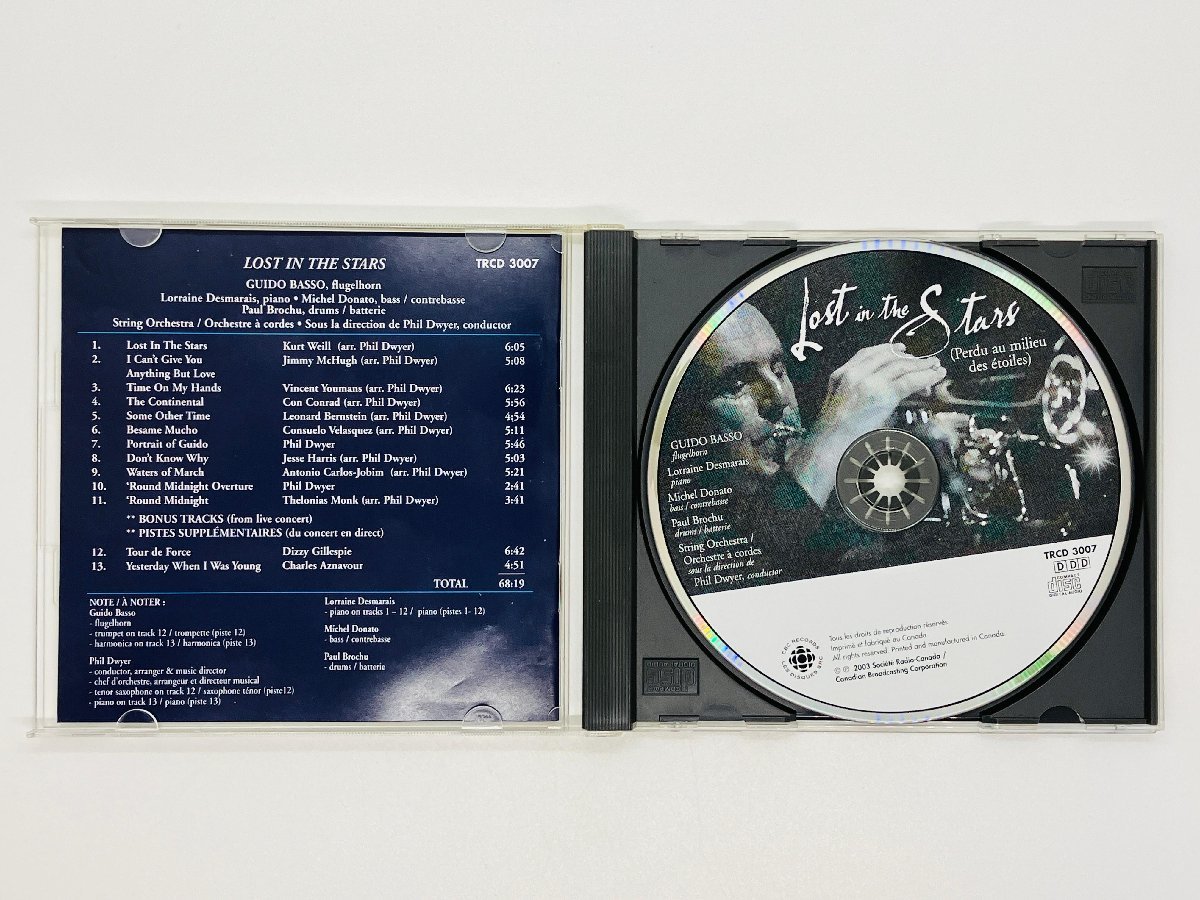 LOST IN THE STARS
TRCD 3007
GUIDO BASSO, flugelhorn
Lorraine Desmarais, piano • Michel Donato, bass / contrebasse
Paul Brochu, drums / batterie
String Orchestra / Orchestre à cordes • Sous la direction de Phil Dwyer, conductor
1. Lost In The Stars Kurt Weill (arr. Phil Dwyer) 6:05
2. I Can't Give You Jimmy McHugh (arr. Phil Dwyer) 5:08
Anything But Love
3. Time On My Hands Vincent Youmans (arr. Phil Dwyer) 6:23
4. The Continental Con Conrad (arr. Phil Dwyer) 5:56
5. Some Other Time Leonard Bernstein (arr. Phil Dwyer) 4:54
6. Besame Mucho Consuelo Velasquez (arr. Phil Dwyer) 5:11
7. Portrait of Guido Phil Dwyer 5:46
8. Don't Know Why Jesse Harris (arr. Phil Dwyer) 5:03
9. Waters of March Antonio Carlos-Jobim (arr. Phil Dwyer) 5:21
10. 'Round Midnight Overture Phil Dwyer 2:41
11. 'Round Midnight Thelonias Monk (arr. Phil Dwyer) 3:41
** BONUS TRACKS (from live concert)
** PISTES SUPPLÉMENTAIRES (du concert en direct)
12. Tour de Force Dizzy Gillespie 6:42
13. Yesterday When I Was Young Charles Aznavour 4:51
TOTAL 68:19
NOTE / À NOTER :
Guido Basso
- flugelhorn
- trumpet on track 12 / trompette (piste 12)
- harmonica on track 13 / harmonica (piste 13)
Phil Dwyer
- conductor, arranger & music director
- chef d'orchestre, arrangeur et directeur musical
- tenor saxophone on track 12 / saxophone ténor (piste12)
- piano on track 13 / piano (piste 13)
Lorraine Desmarais
- piano on tracks 1 – 12 / piano (pistes 1- 12)
Michel Donato
- bass / contrebasse
Paul Brochu
- drums / batterie
Lost in the Stars
(Perdu au milieu
des étoiles)
GUIDO BASSO
flugelhorn
Lorraine Desmarais
piano
Michel Donato
bass / contrebasse
Paul Brochu
drums / batterie
String Orchestra /
Orchestre à cordes
sous la direction de
Phil Dwyer, conductor
TRCD 3007
DDD
COMPACT
disc
DIGITAL AUDIO
CBC RECORDS
LES DISQUES SRC
Tous les droits de reproduction réservés.
Imprimé et fabriqué au Canada
All rights reserved. Printed and manufactured in Canada.
© ℗ 2003 Société Radio-Canada /
Canadian Broadcasting Corporation